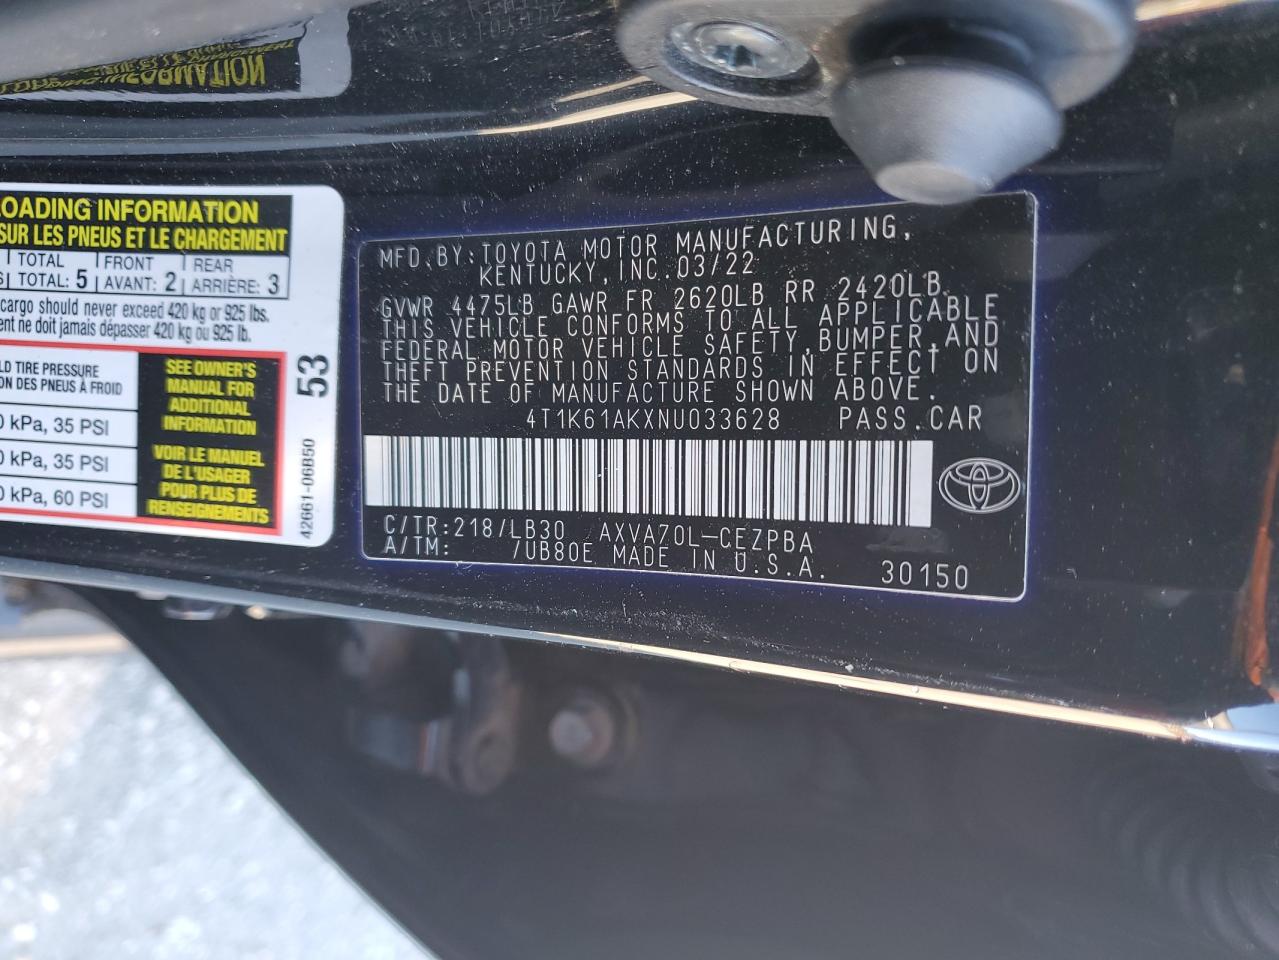 INFORMATION
LOADING INFORMATION
SUR LES PNEUS ET LE CHARGEMENT
TOTAL FRONT REAR
TOTAL: 5 AVANT: 2 ARRIÈRE: 3
cargo should never exceed 420 kg or 925 lbs.
ne doit jamais dépasser 420 kg ou 925 lb.
TIRE PRESSURE
DES PNEUS À FROID
kPa, 35 PSI
kPa, 35 PSI
kPa, 60 PSI
SEE OWNER'S
MANUAL FOR
ADDITIONAL
INFORMATION
VOIR LE MANUEL
DE L'USAGER
POUR PLUS DE
RENSEIGNEMENTS
53
42661-06B50
MFD.BY:TOYOTA MOTOR MANUFACTURING,
KENTUCKY,INC.03/22
GVWR 4475LB GAWR FR 2620LB RR 2420LB
THIS VEHICLE CONFORMS TO ALL APPLICABLE
FEDERAL MOTOR VEHICLE SAFETY,BUMPER,AND
THEFT PREVENTION STANDARDS IN EFFECT ON
THE DATE OF MANUFACTURE SHOWN ABOVE.
4T1K61AKXNU033628 PASS.CAR
C/TR:218/LB30 AXVA70L-CEZPBA
A/TM: /UB80E MADE IN U.S.A. 30150